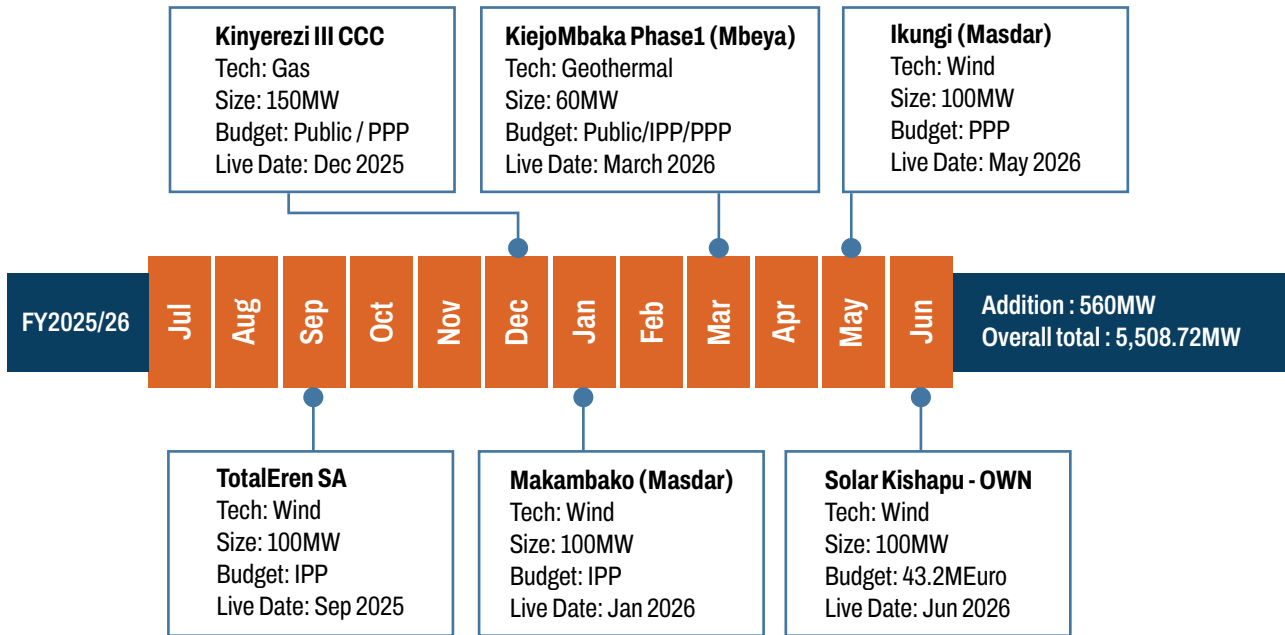 Kinyerezi III CCC
Tech: Gas
Size: 150MW
Budget: Public / PPP
Live Date: Dec 2025
KiejoMbaka Phase1 (Mbeya)
Tech: Geothermal
Size: 60MW
Budget: Public/IPP/PPP
Live Date: March 2026
Ikungi (Masdar)
Tech: Wind
Size: 100MW
Budget: PPP
Live Date: May 2026
FY2025/26
Jul
Aug
Sep
Oct
Nov
Dec
Jan
Feb
Mar
Apr
May
Jun
Addition : 560MW
Overall total : 5,508.72MW
TotalEren SA
Tech: Wind
Size: 100MW
Budget: IPP
Live Date: Sep 2025
Makambako (Masdar)
Tech: Wind
Size: 100MW
Budget: IPP
Live Date: Jan 2026
Solar Kishapu - OWN
Tech: Wind
Size: 100MW
Budget: 43.2MEuro
Live Date: Jun 2026